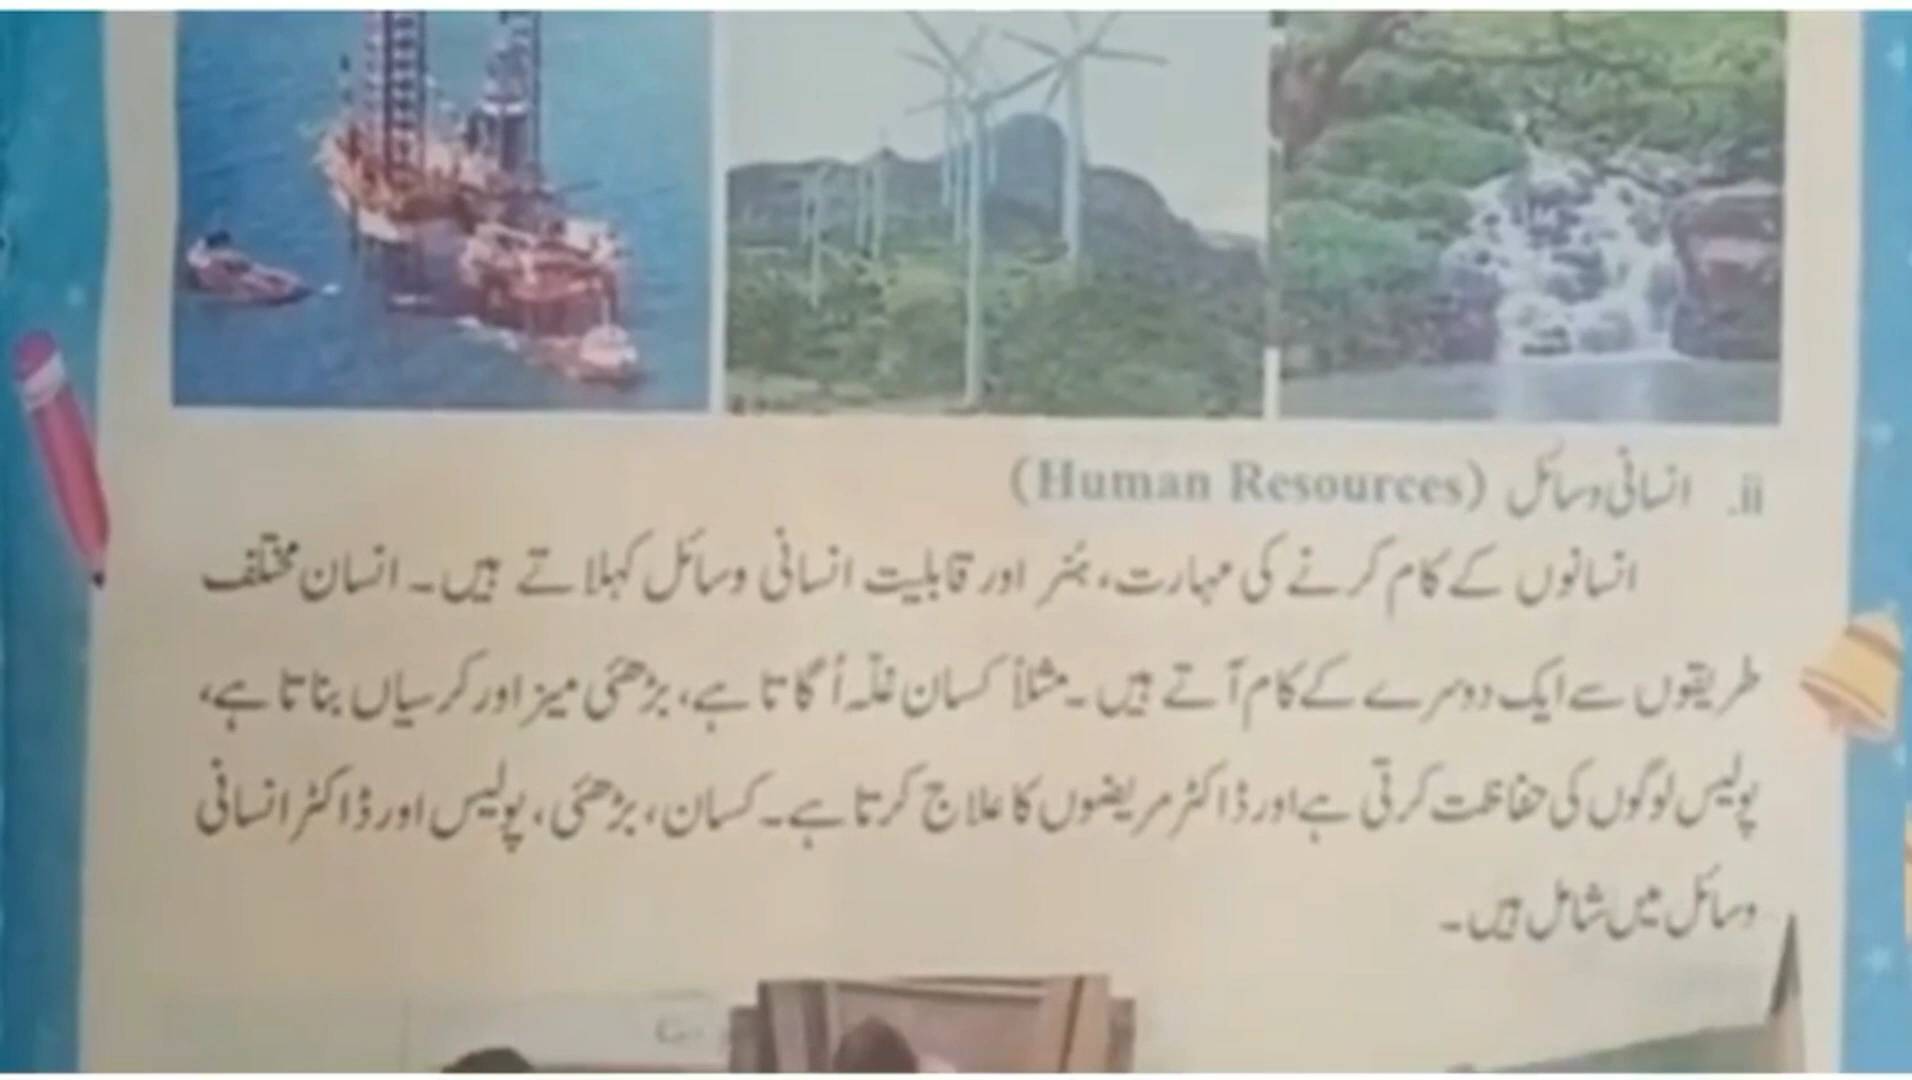 ii. انسانی وسائل (Human Resources)
انسانوں کے کام کرنے کی مہارت، ہُنر اور قابلیت انسانی وسائل کہلاتے ہیں۔ انسان مختلف
طریقوں سے ایک دوسرے کے کام آتے ہیں۔ مثلاً کسان غلّہ اُگاتا ہے، بڑھئی میز اور کرسیاں بناتا ہے،
پولیس لوگوں کی حفاظت کرتی ہے اور ڈاکٹر مریضوں کا علاج کرتا ہے۔ کسان، بڑھئی، پولیس اور ڈاکٹر انسانی
وسائل میں شامل ہیں۔